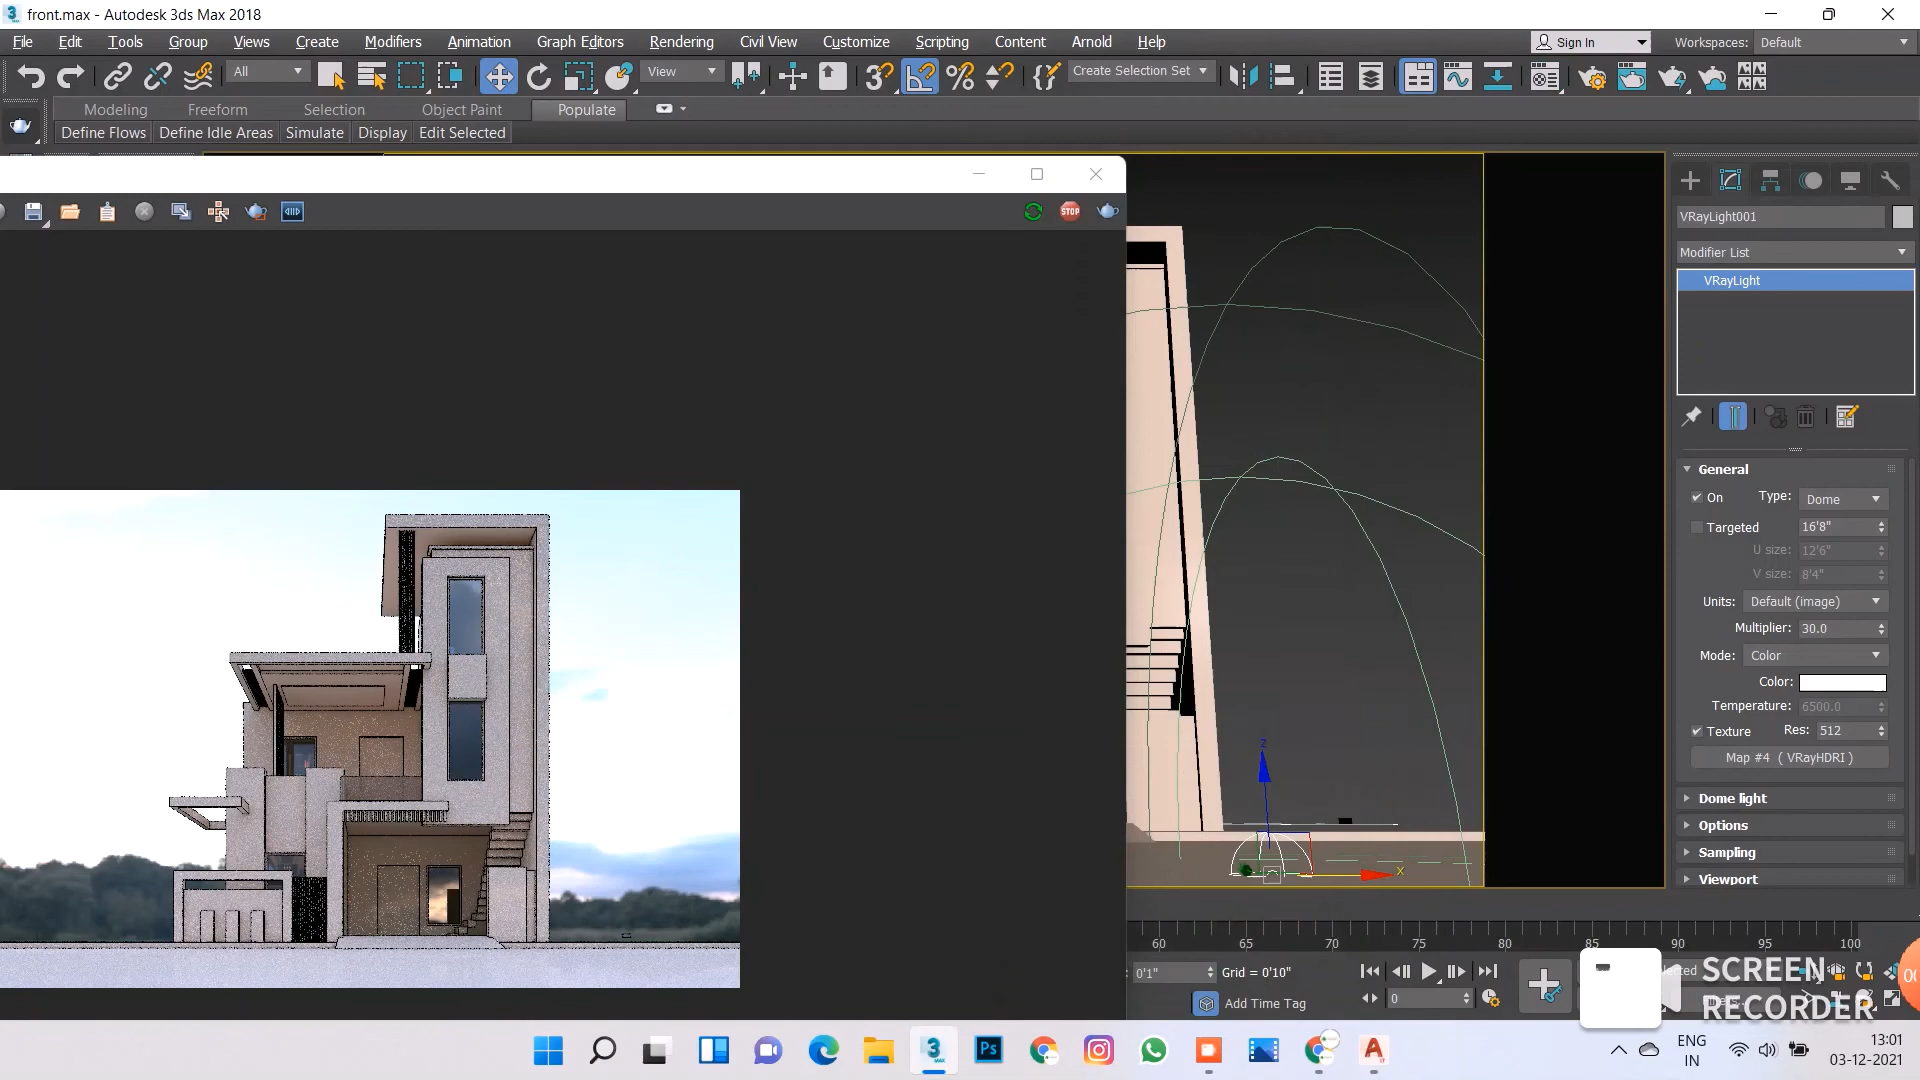 front.max - Autodesk 3ds Max 2018
File Edit Tools Group Views Create Modifiers Animation Graph Editors Rendering Civil View Customize Scripting Content Arnold Help
Sign In
Workspaces: Default
All
View
Create Selection Set
Modeling Freeform Selection Object Paint Populate
Define Flows Define Idle Areas Simulate Display Edit Selected
STOP
VRayLight001
Modifier List
VRayLight
General
On Type: Dome
Targeted 16'8"
U size: 12'6"
V size: 8'4"
Units: Default (image)
Multiplier: 30.0
Mode: Color
Color:
Temperature: 6500.0
Texture Res: 512
Map #4 ( VRayHDRI )
Dome light
Options
Sampling
Viewport
z
x
60 65 70 75 80 85 90 95 100
0'1" Grid = 0'10"
Add Time Tag
0
SCREEN
RECORDER
ENG
IN
13:01
03-12-2021
3
MAX
Ps
A